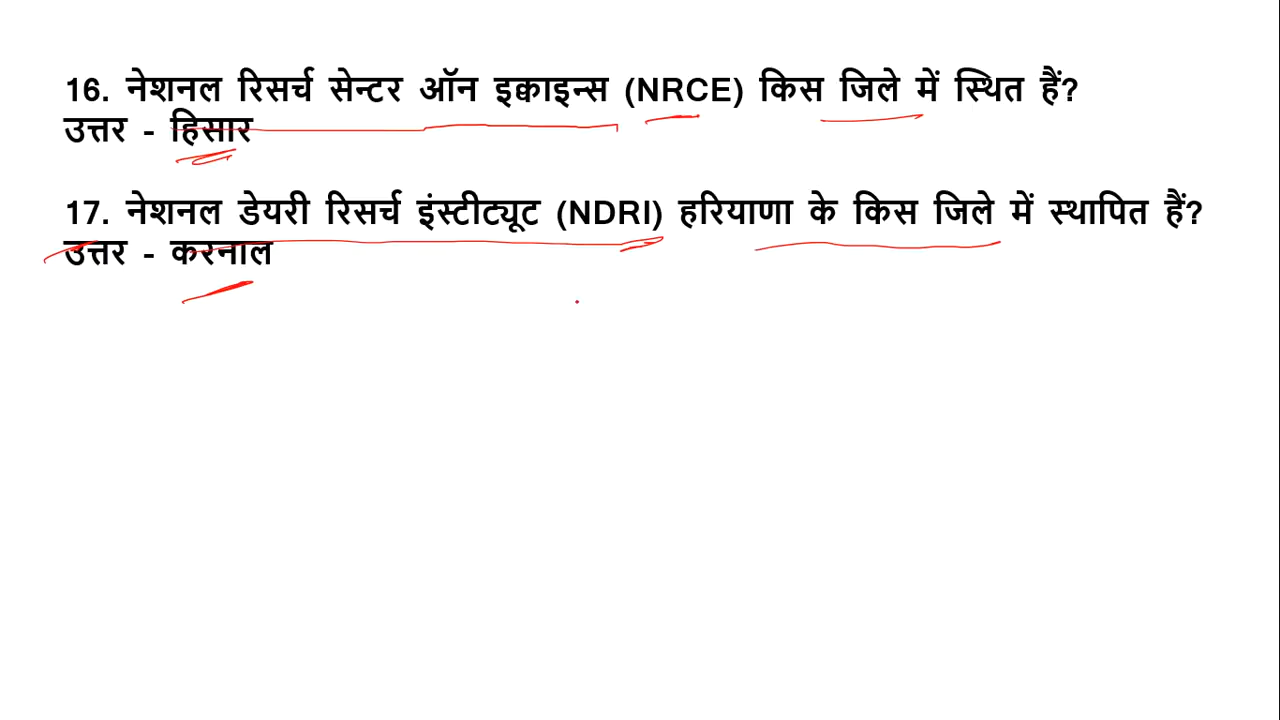 16. नेशनल रिसर्च सेन्टर ऑन इक्वाइन्स (NRCE) किस जिले में स्थित हैं?
उत्तर - हिसार
17. नेशनल डेयरी रिसर्च इंस्टीट्यूट (NDRI) हरियाणा के किस जिले में स्थापित हैं?
उत्तर - करनाल